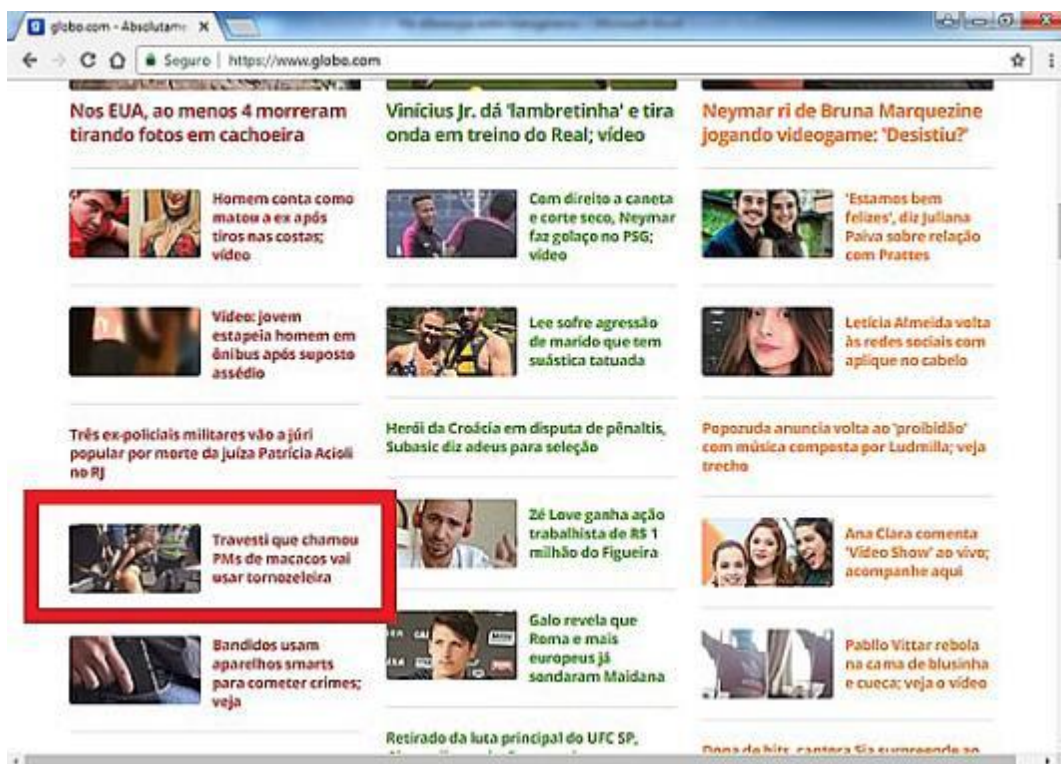 globo.com - Absolutame
Seguro | https://www.globo.com
Nos EUA, ao menos 4 morreram
tirando fotos em cachoeira
Homem conta como
matou a ex após
tiros nas costas;
vídeo
Vídeo: jovem
estapeia homem em
ônibus após suposto
assédio
Três ex-policiais militares vão a júri
popular por morte da juíza Patrícia Acioli
no RJ
Travesti que chamou
PMs de macacos vai
usar tornozeleira
Bandidos usam
aparelhos smarts
para cometer crimes;
veja
Vinícius Jr. dá 'lambretinha' e tira
onda em treino do Real; vídeo
Com direito a caneta
e corte seco, Neymar
faz golaço no PSG;
vídeo
Lee sofre agressão
de marido que tem
suástica tatuada
Herói da Croácia em disputa de pênaltis,
Subasic diz adeus para seleção
Zé Love ganha ação
trabalhista de R$ 1
milhão do Figueira
Galo revela que
Roma e mais
europeus já
sondaram Maidana
Retirado da luta principal do UFC SP,
Neymar ri de Bruna Marquezine
jogando videogame: 'Desistiu?'
'Estamos bem
felizes', diz Juliana
Paiva sobre relação
com Prattes
Letícia Almeida volta
às redes sociais com
aplique no cabelo
Popozuda anuncia volta ao 'proibidão'
com música composta por Ludmilla; veja
trecho
Ana Clara comenta
'Vídeo Show' ao vivo;
acompanhe aqui
Pabllo Vittar rebola
na cama de blusinha
e cueca; veja o vídeo
Dona de hits, cantora Sia surpreende ao